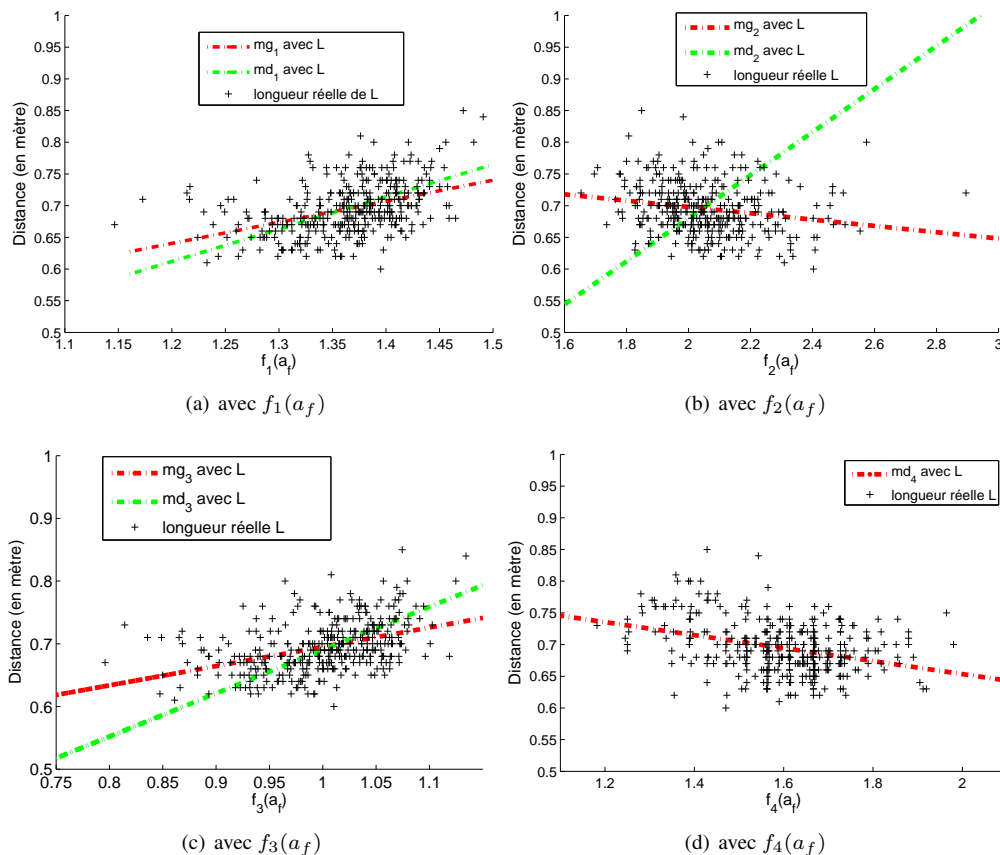 1
0.95
0.9
0.85
0.8
0.75
0.7
0.65
0.6
0.55
0.5
Distance (en mètre)
mg1 avec L
md1 avec L
longueur réelle de L
1.1 1.15 1.2 1.25 1.3 1.35 1.4 1.45 1.5
f1(af)
(a) avec f1(af)
1
0.95
0.9
0.85
0.8
0.75
0.7
0.65
0.6
0.55
0.5
Distance (en mètre)
mg2 avec L
md2 avec L
longueur réelle L
1.6 1.8 2 2.2 2.4 2.6 2.8 3
f2(af)
(b) avec f2(af)
1
0.9
0.8
0.7
0.6
0.5
Distance (en mètre)
mg3 avec L
md3 avec L
longueur réelle L
0.75 0.8 0.85 0.9 0.95 1 1.05 1.1
f3(af)
(c) avec f3(af)
1
0.95
0.9
0.85
0.8
0.75
0.7
0.65
0.6
0.55
0.5
Distance (en mètre)
md4 avec L
longueur réelle L
1.2 1.4 1.6 1.8 2
f4(af)
(d) avec f4(af)